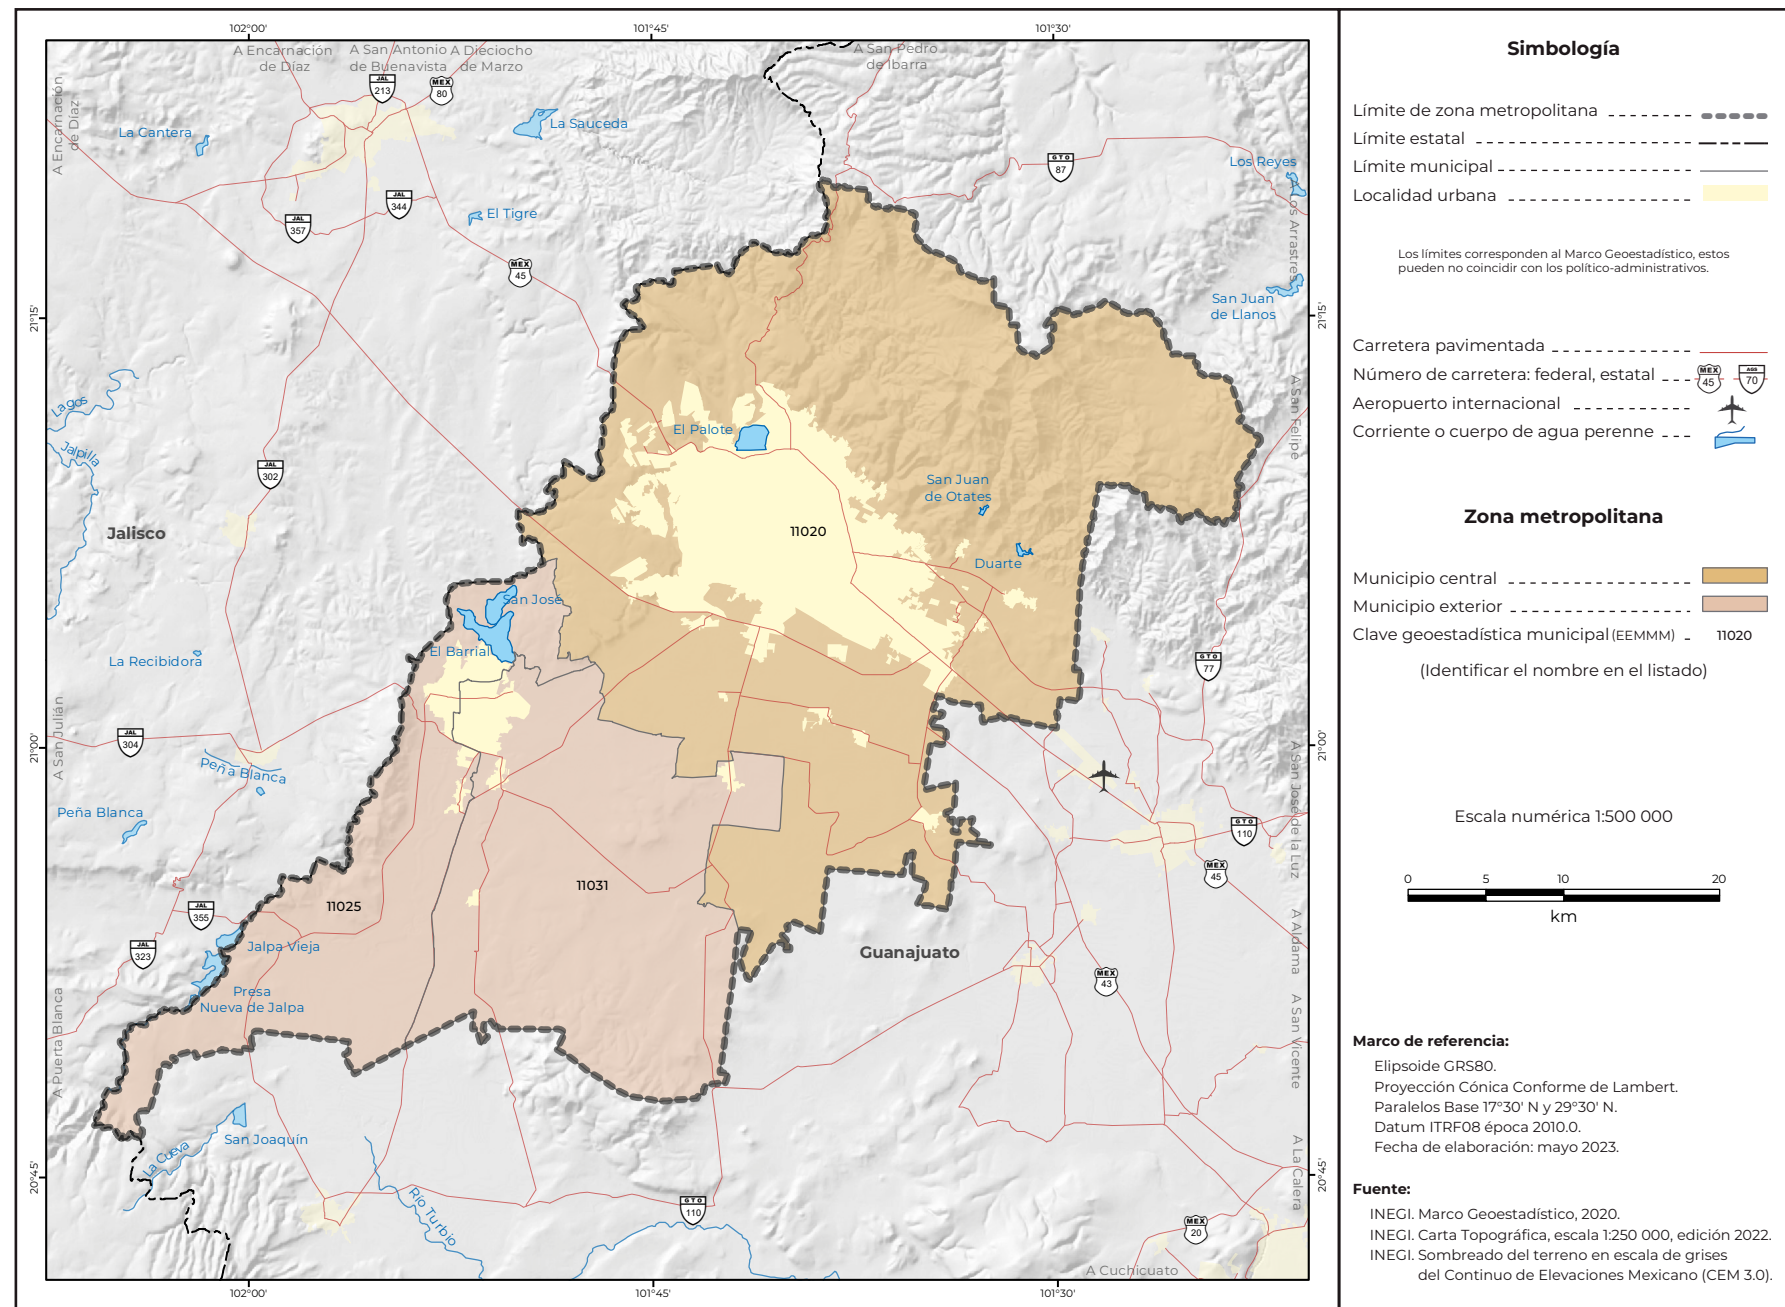 102°00'
101°45'
101°30'
A Encarnación
de Díaz
A San Antonio
de Buenavista
A Dieciocho
de Marzo
A San Pedro
de Ibarra
A Encarnación
de Díaz
JAL
213
MEX
80
La Cantera
La Sauceda
GTO
87
Los Reyes
JAL
344
El Tigre
JAL
357
A Los Arrastres
MEX
45
San Juan
de Llanos
21°15'
21°15'
Lagos
Jalpilla
El Palote
A San Felipe
JAL
302
San Juan
de Otates
Jalisco
11020
Duarte
San José
El Barrial
La Recibidora
GTO
77
A San Julián
JAL
304
21°00'
21°00'
Peña Blanca
Peña Blanca
A San José de la Luz
GTO
110
MEX
45
11031
11025
JAL
355
JAL
323
Jalpa Vieja
Guanajuato
A Aldama
MEX
43
Presa
Nueva de Jalpa
A Puerta Blanca
A San Vicente
San Joaquín
La Cueva
A La Calera
20°45'
20°45'
Río Turbio
GTO
110
MEX
20
A Cuchicuato
102°00'
101°45'
101°30'
Simbología
Límite de zona metropolitana
Límite estatal
Límite municipal
Localidad urbana
Los límites corresponden al Marco Geoestadístico, estos
pueden no coincidir con los político-administrativos.
Carretera pavimentada
Número de carretera: federal, estatal
MEX
45
AGS
70
Aeropuerto internacional
Corriente o cuerpo de agua perenne
Zona metropolitana
Municipio central
Municipio exterior
Clave geoestadística municipal (EEMMM) 11020
(Identificar el nombre en el listado)
Escala numérica 1:500 000
0 5 10 20
km
Marco de referencia:
Elipsoide GRS80.
Proyección Cónica Conforme de Lambert.
Paralelos Base 17°30' N y 29°30' N.
Datum ITRF08 época 2010.0.
Fecha de elaboración: mayo 2023.
Fuente:
INEGI. Marco Geoestadístico, 2020.
INEGI. Carta Topográfica, escala 1:250 000, edición 2022.
INEGI. Sombreado del terreno en escala de grises
del Continuo de Elevaciones Mexicano (CEM 3.0).